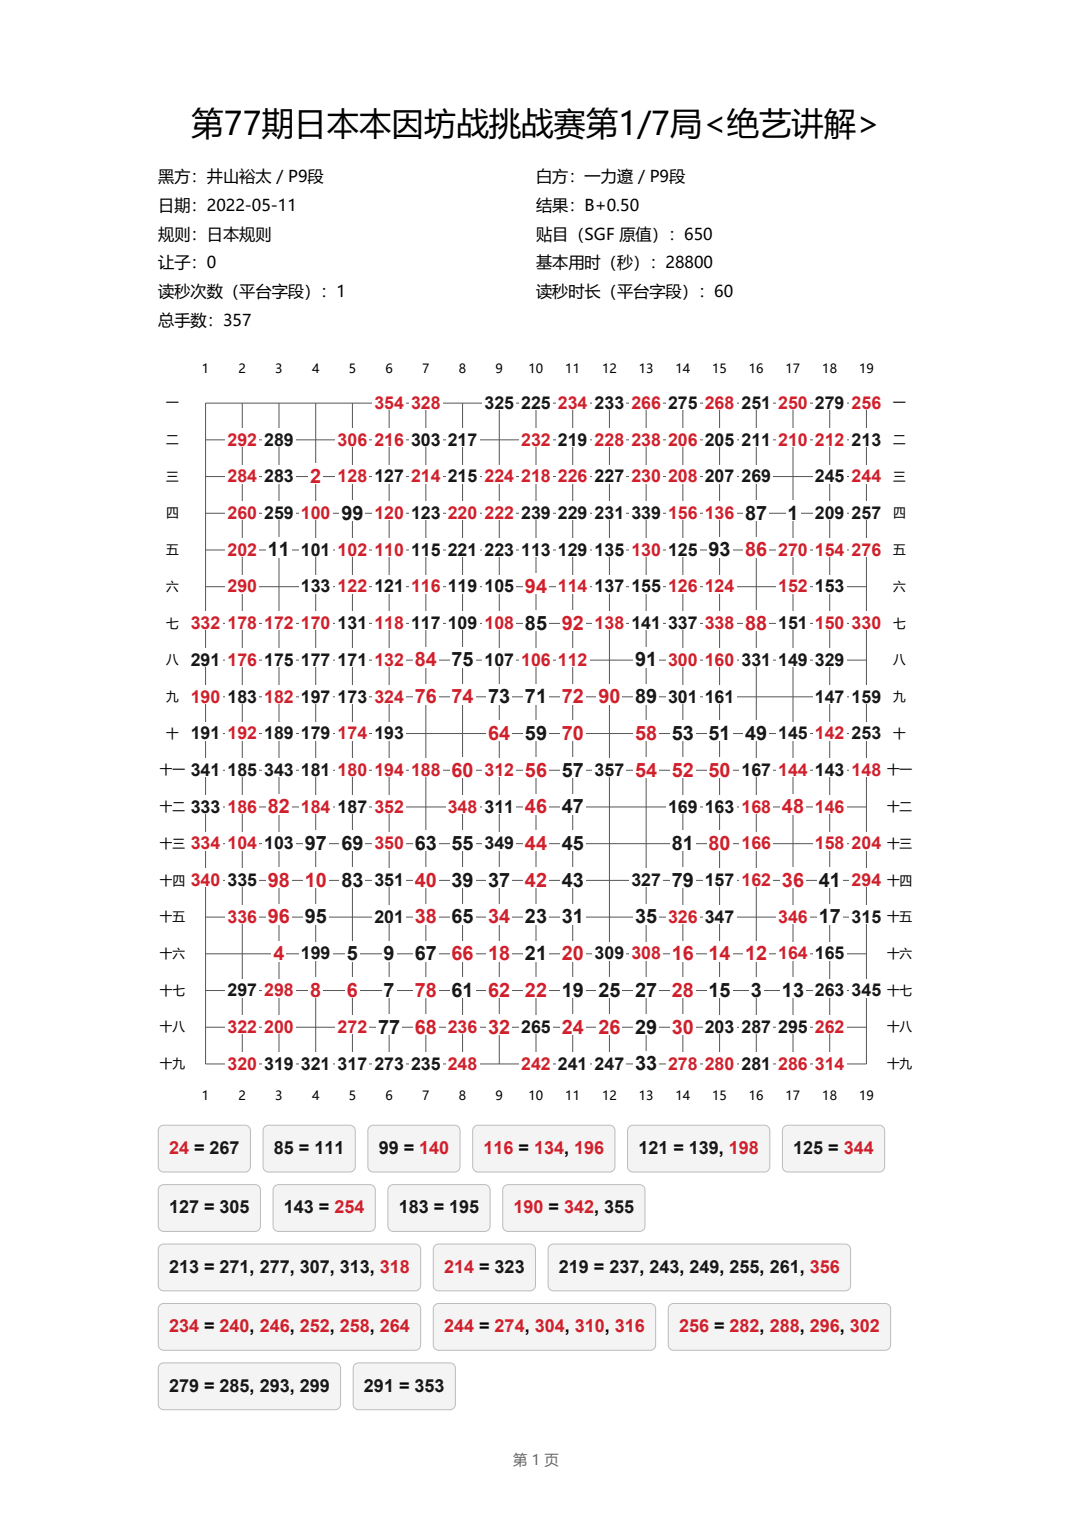 第77期日本本因坊战挑战赛第1/7局<绝艺讲解>
黑方：井山裕太 / P9段 白方：一力遼 / P9段
日期：2022-05-11 结果：B+0.50
规则：日本规则 贴目（SGF 原值）：650
让子：0 基本用时（秒）：28800
读秒次数（平台字段）：1 读秒时长（平台字段）：60
总手数：357
1 2 3 4 5 6 7 8 9 10 11 12 13 14 15 16 17 18 19
一 354 328 325 225 234 233 266 275 268 251 250 279 256 一
二 292 289 306 216 303 217 232 219 228 238 206 205 211 210 212 213 二
三 284 283 2 128 127 214 215 224 218 226 227 230 208 207 269 245 244 三
四 260 259 100 99 120 123 220 222 239 229 231 339 156 136 87 1 209 257 四
五 202 11 101 102 110 115 221 223 113 129 135 130 125 93 86 270 154 276 五
六 290 133 122 121 116 119 105 94 114 137 155 126 124 152 153 六
七 332 178 172 170 131 118 117 109 108 85 92 138 141 337 338 88 151 150 330 七
八 291 176 175 177 171 132 84 75 107 106 112 91 300 160 331 149 329 八
九 190 183 182 197 173 324 76 74 73 71 72 90 89 301 161 147 159 九
十 191 192 189 179 174 193 64 59 70 58 53 51 49 145 142 253 十
十一 341 185 343 181 180 194 188 60 312 56 57 357 54 52 50 167 144 143 148 十一
十二 333 186 82 184 187 352 348 311 46 47 169 163 168 48 146 十二
十三 334 104 103 97 69 350 63 55 349 44 45 81 80 166 158 204 十三
十四 340 335 98 10 83 351 40 39 37 42 43 327 79 157 162 36 41 294 十四
十五 336 96 95 201 38 65 34 23 31 35 326 347 346 17 315 十五
十六 4 199 5 9 67 66 18 21 20 309 308 16 14 12 164 165 十六
十七 297 298 8 6 7 78 61 62 22 19 25 27 28 15 3 13 263 345 十七
十八 322 200 272 77 68 236 32 265 24 26 29 30 203 287 295 262 十八
十九 320 319 321 317 273 235 248 242 241 247 33 278 280 281 286 314 十九
1 2 3 4 5 6 7 8 9 10 11 12 13 14 15 16 17 18 19
24 = 267 85 = 111 99 = 140 116 = 134, 196 121 = 139, 198 125 = 344
127 = 305 143 = 254 183 = 195 190 = 342, 355
213 = 271, 277, 307, 313, 318 214 = 323 219 = 237, 243, 249, 255, 261, 356
234 = 240, 246, 252, 258, 264 244 = 274, 304, 310, 316 256 = 282, 288, 296, 302
279 = 285, 293, 299 291 = 353
第 1 页